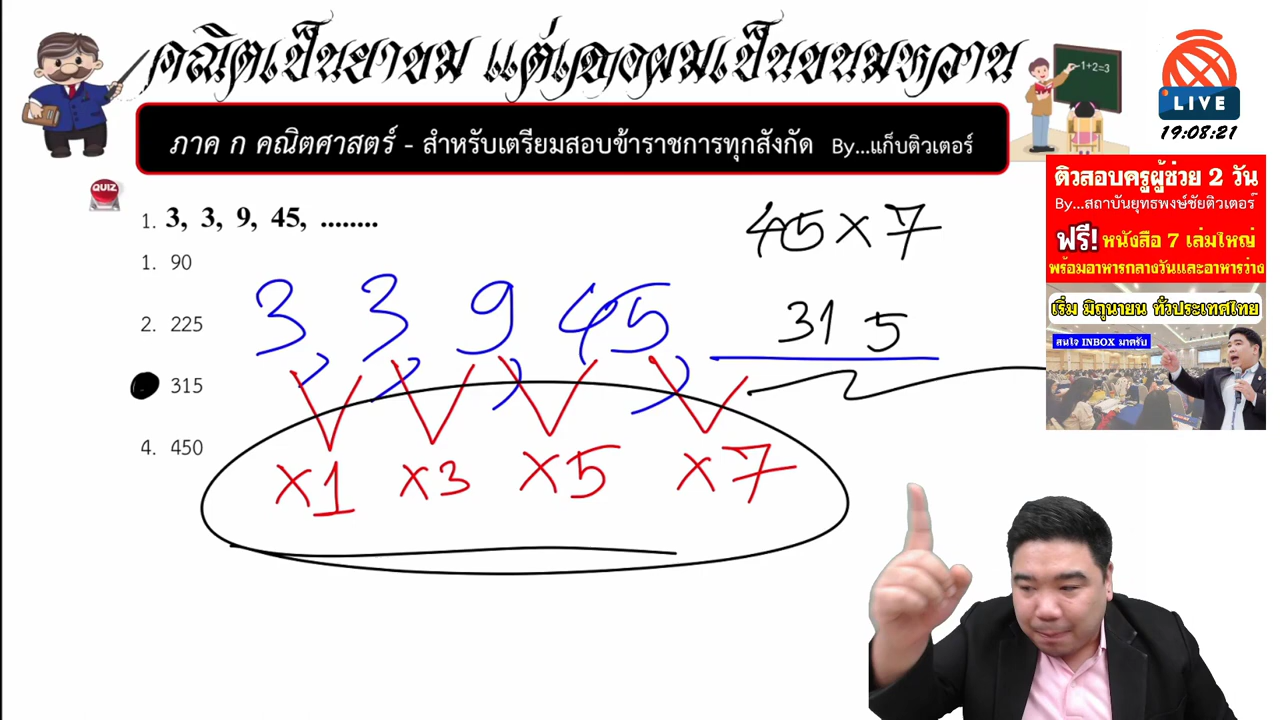 คณิตเป็นยาขม แต่เจอผมเป็นขนมหวาน
-1+2=3
LIVE
19:08:21
ภาค ก คณิตศาสตร์ - สำหรับเตรียมสอบข้าราชการทุกสังกัด By...แก็บติวเตอร์
ติวสอบครูผู้ช่วย 2 วัน
By...สถาบันยุทธพงษ์ชัยติวเตอร์
ฟรี! หนังสือ 7 เล่มใหญ่
พร้อมอาหารกลางวันและอาหารว่าง
เริ่ม มิถุนายน ทั่วประเทศไทย
สนใจ INBOX มาครับ
QUIZ
1. 3, 3, 9, 45, ........
45×7
1. 90
3, 3, 9, 45,
2. 225
315
315
4. 450
×1 ×3 ×5 ×7